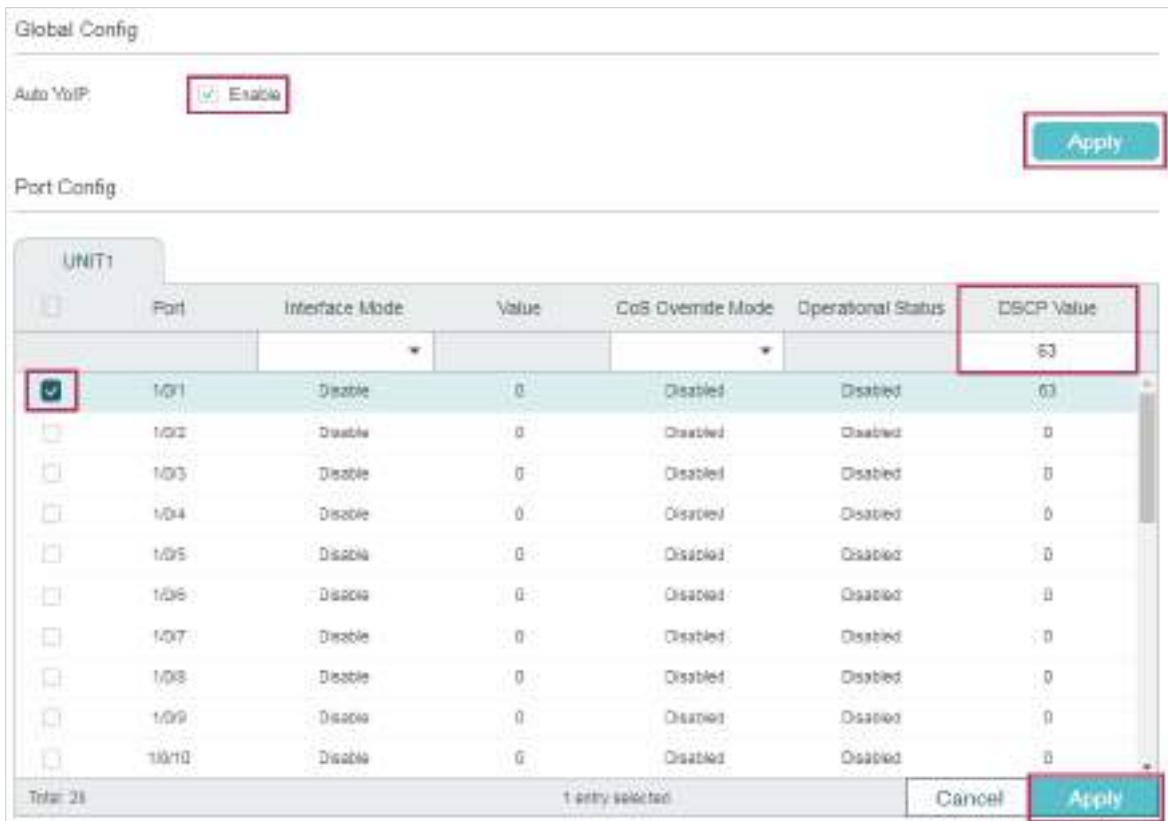 Global Config
Auto VoIP: Enable
Apply
Port Config
UNIT1
Port Interface Mode Value CoS Override Mode Operational Status DSCP Value
63
1/0/1 Disable 0 Disabled Disabled 63
1/0/2 Disable 0 Disabled Disabled 0
1/0/3 Disable 0 Disabled Disabled 0
1/0/4 Disable 0 Disabled Disabled 0
1/0/5 Disable 0 Disabled Disabled 0
1/0/6 Disable 0 Disabled Disabled 0
1/0/7 Disable 0 Disabled Disabled 0
1/0/8 Disable 0 Disabled Disabled 0
1/0/9 Disable 0 Disabled Disabled 0
1/0/10 Disable 0 Disabled Disabled 0
Total: 1 entry selected. Cancel Apply